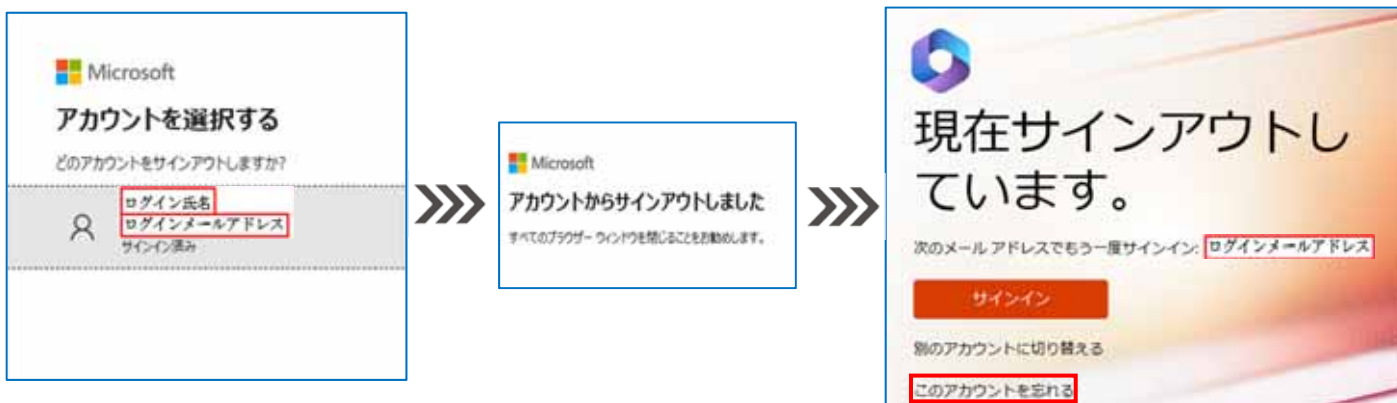 Microsoft
アカウントを選択する
どのアカウントをサインアウトしますか?
ログイン氏名
ログインメールアドレス
サインイン済み
Microsoft
アカウントからサインアウトしました
すべてのブラウザー ウィンドウを閉じることをお勧めします。
現在サインアウトし
ています。
次のメール アドレスでもう一度サインイン: ログインメールアドレス
サインイン
別のアカウントに切り替える
このアカウントを忘れる